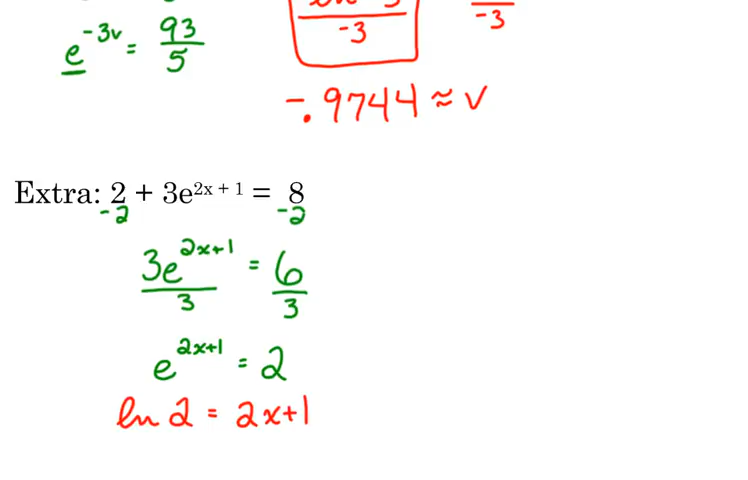 e^-3v = 93/5
-3
-3
-.9744 ≈ v
Extra: 2 + 3e^2x + 1 = 8
-2 -2
3e^2x+1 = 6
3 3
e^2x+1 = 2
ln 2 = 2x+1